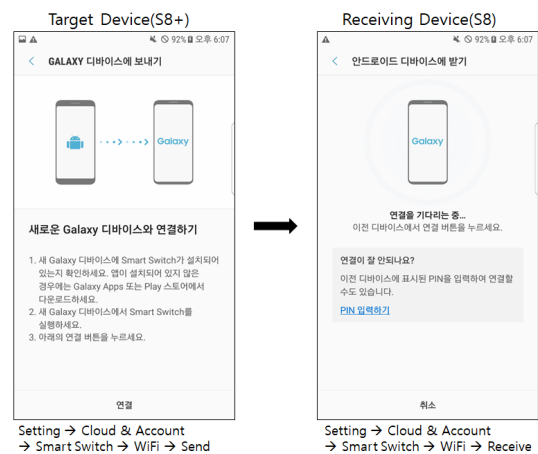 Target Device(S8+)
92% 오후 6:07
GALAXY 디바이스에 보내기
Galaxy
새로운 Galaxy 디바이스와 연결하기
1. 새 Galaxy 디바이스에 Smart Switch가 설치되어
있는지 확인하세요. 앱이 설치되어 있지 않은
경우에는 Galaxy Apps 또는 Play 스토어에서
다운로드하세요.
2. 새 Galaxy 디바이스에서 Smart Switch를
실행하세요.
3. 아래의 연결 버튼을 누르세요.
연결
Setting → Cloud & Account
→ Smart Switch → WiFi → Send
Receiving Device(S8)
92% 오후 6:07
안드로이드 디바이스에 받기
Galaxy
연결을 기다리는 중...
이전 디바이스에서 연결 버튼을 누르세요.
연결이 잘 안되나요?
이전 디바이스에 표시된 PIN을 입력하여 연결할
수도 있습니다.
PIN 입력하기
취소
Setting → Cloud & Account
→ Smart Switch → WiFi → Receive